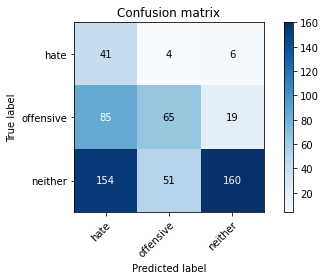 Confusion matrix
hate 41 4 6
offensive 85 65 19
neither 154 51 160
hate offensive neither
True label
Predicted label
160
140
120
100
80
60
40
20